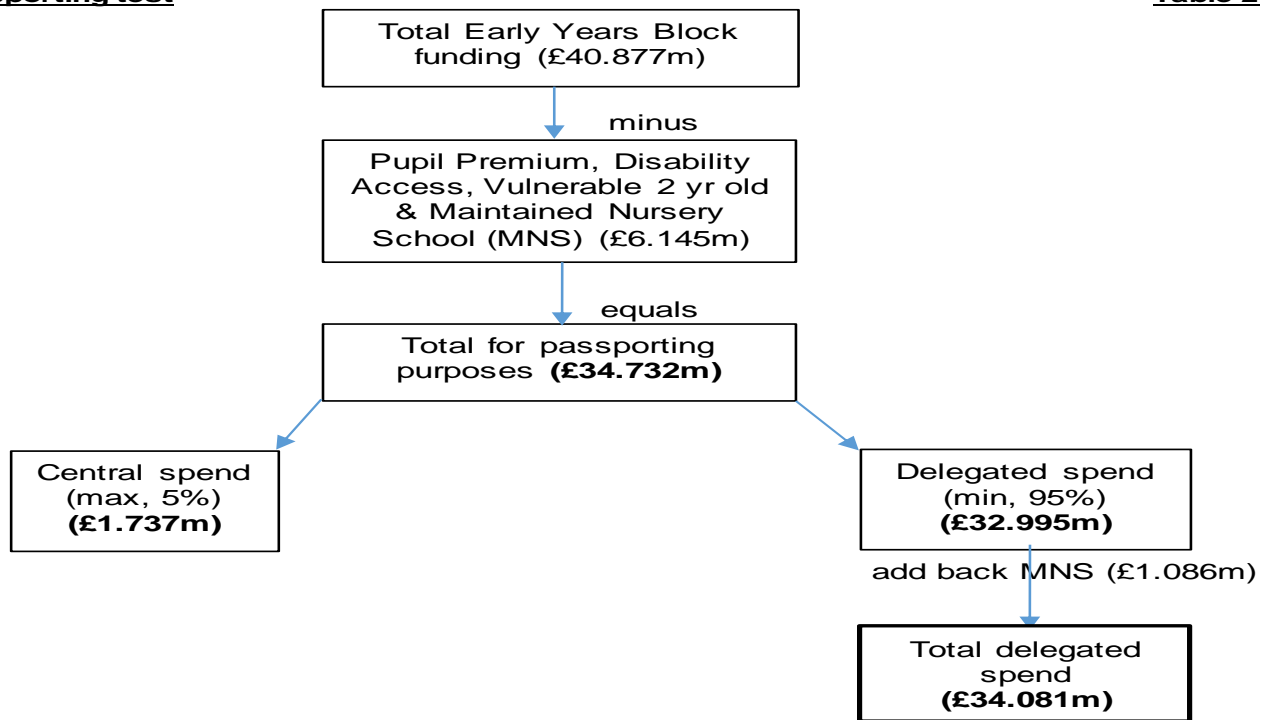 Total Early Years Block
funding (£40.877m)
minus
Pupil Premium, Disability
Access, Vulnerable 2 yr old
& Maintained Nursery
School (MNS) (£6.145m)
equals
Total for passporting
purposes (£34.732m)
Central spend
(max, 5%)
(£1.737m)
Delegated spend
(min, 95%)
(£32.995m)
add back MNS (£1.086m)
Total delegated
spend
(£34.081m)